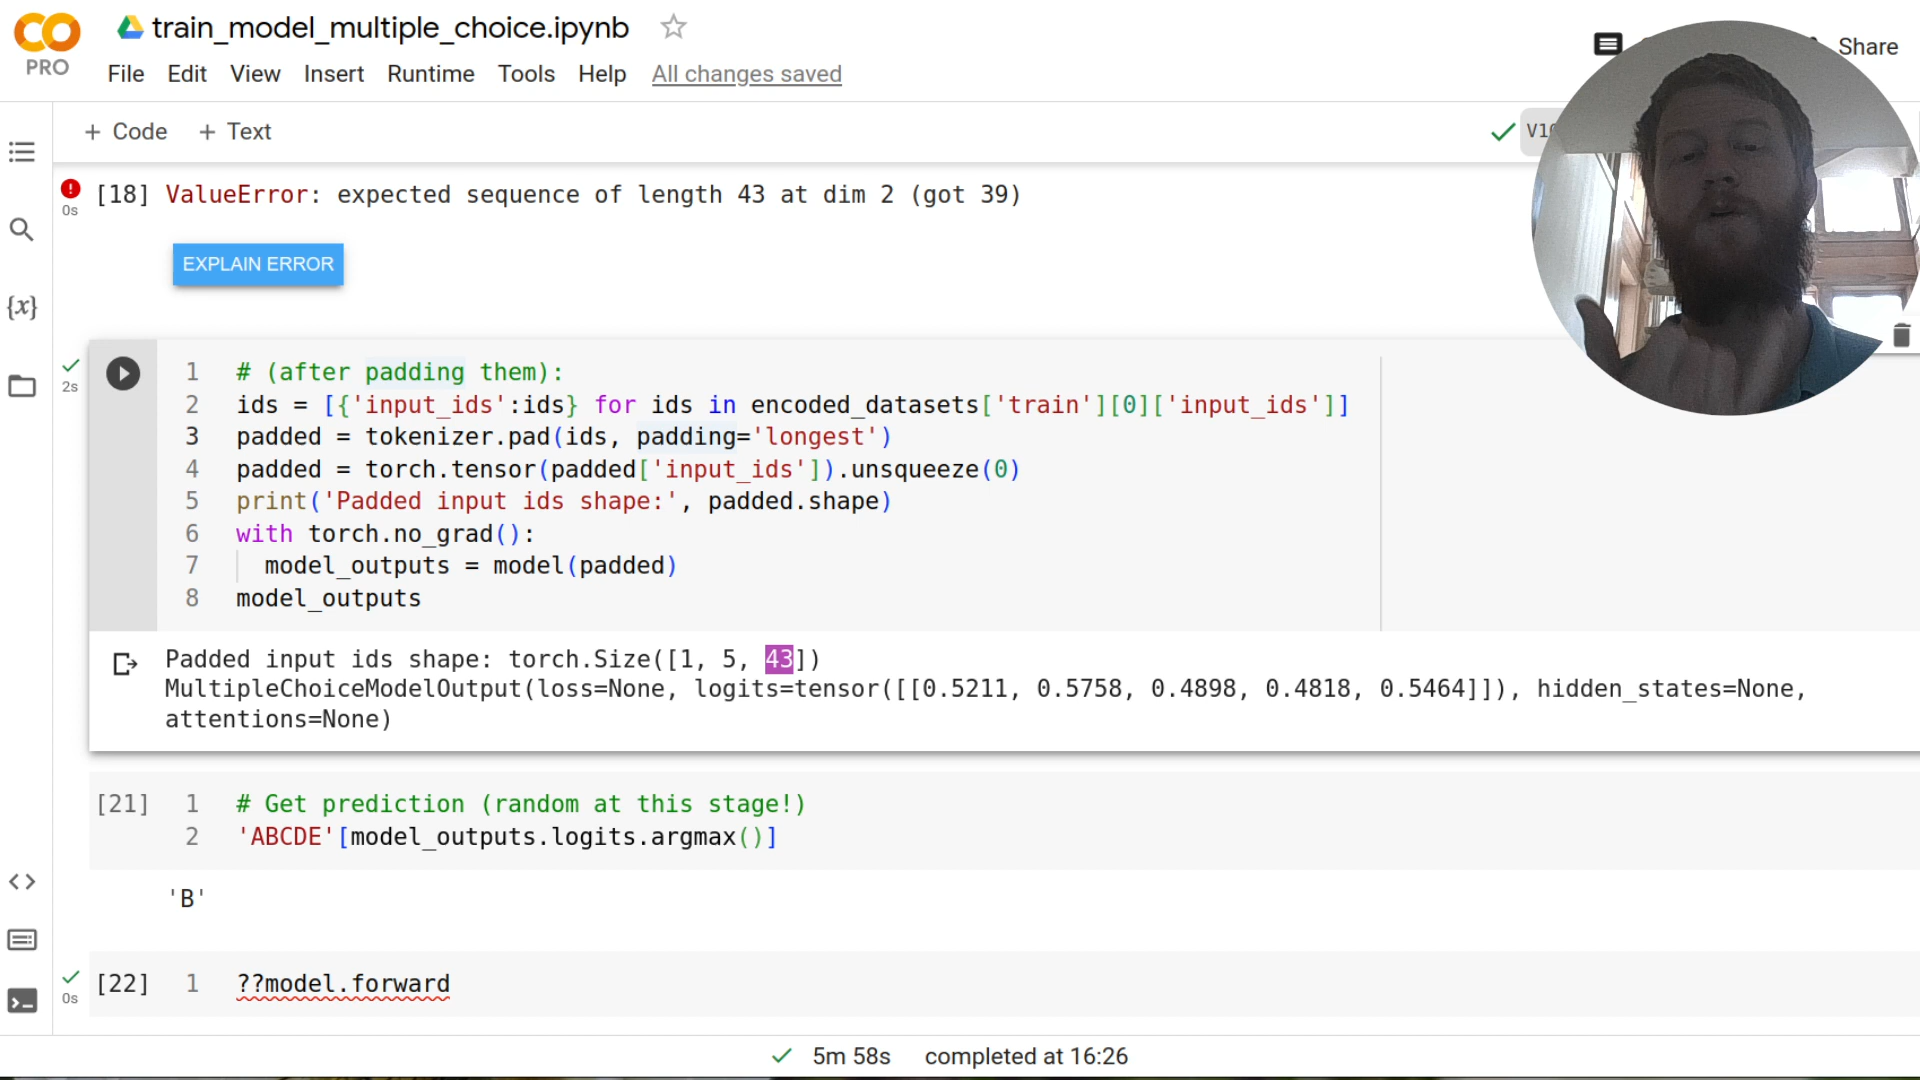 train_model_multiple_choice.ipynb
PRO
File Edit View Insert Runtime Tools Help All changes saved
Share
+ Code + Text
[18] ValueError: expected sequence of length 43 at dim 2 (got 39)
0s
EXPLAIN ERROR
{x}
2s
1 # (after padding them):
2 ids = [{'input_ids':ids} for ids in encoded_datasets['train'][0]['input_ids']]
3 padded = tokenizer.pad(ids, padding='longest')
4 padded = torch.tensor(padded['input_ids']).unsqueeze(0)
5 print('Padded input ids shape:', padded.shape)
6 with torch.no_grad():
7 model_outputs = model(padded)
8 model_outputs
Padded input ids shape: torch.Size([1, 5, 43])
MultipleChoiceModelOutput(loss=None, logits=tensor([[0.5211, 0.5758, 0.4898, 0.4818, 0.5464]]), hidden_states=None,
attentions=None)
[21] 1 # Get prediction (random at this stage!)
2 'ABCDE'[model_outputs.logits.argmax()]
'B'
[22] 1 ??model.forward
0s
5m 58s completed at 16:26